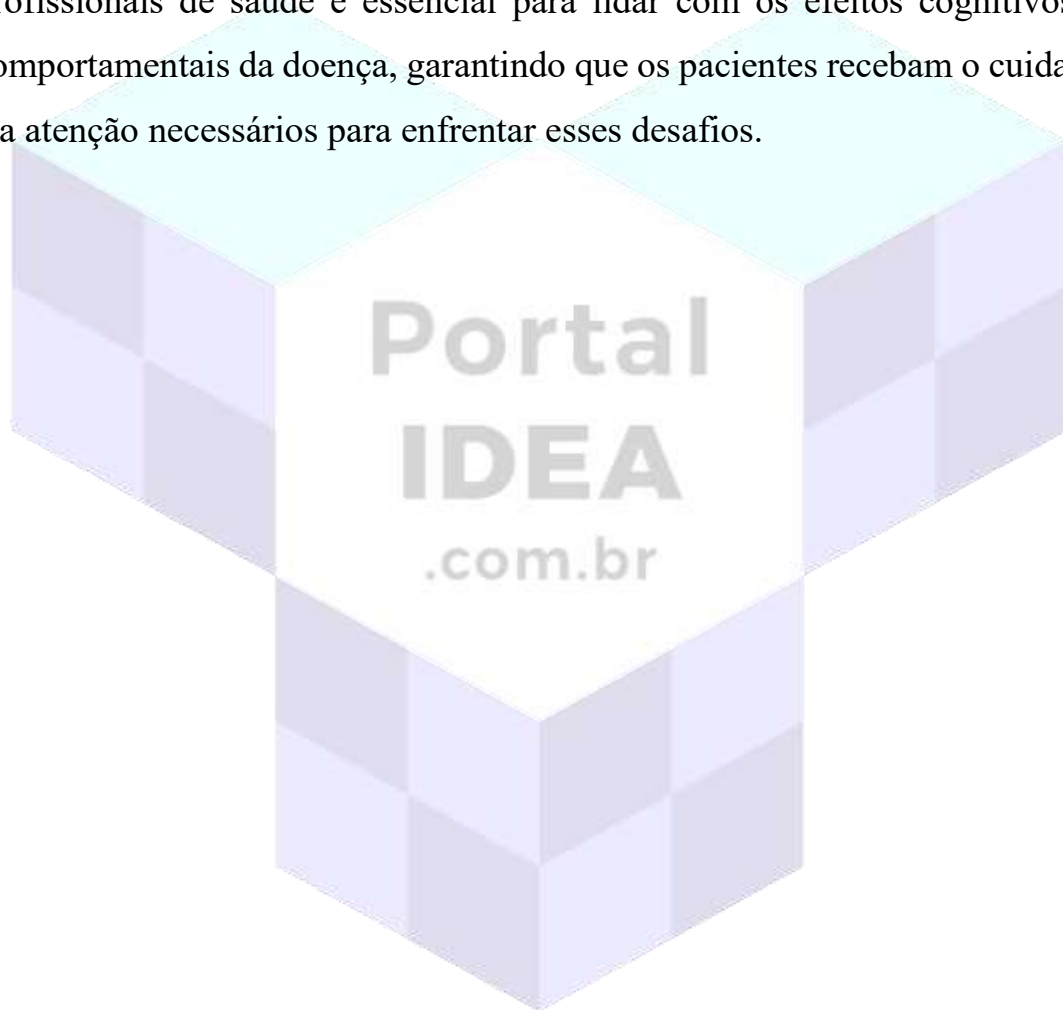 rofissionais de saúde é essencial para lidar com os efeitos cognitivos
omportamentais da doença, garantindo que os pacientes recebam o cuida
a atenção necessários para enfrentar esses desafios.
Portal
IDEA
.com.br